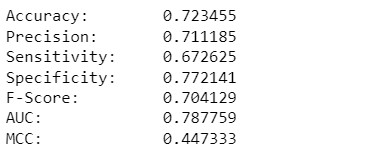 Accuracy: 0.723455
Precision: 0.711185
Sensitivity: 0.672625
Specificity: 0.772141
F-Score: 0.704129
AUC: 0.787759
MCC: 0.447333